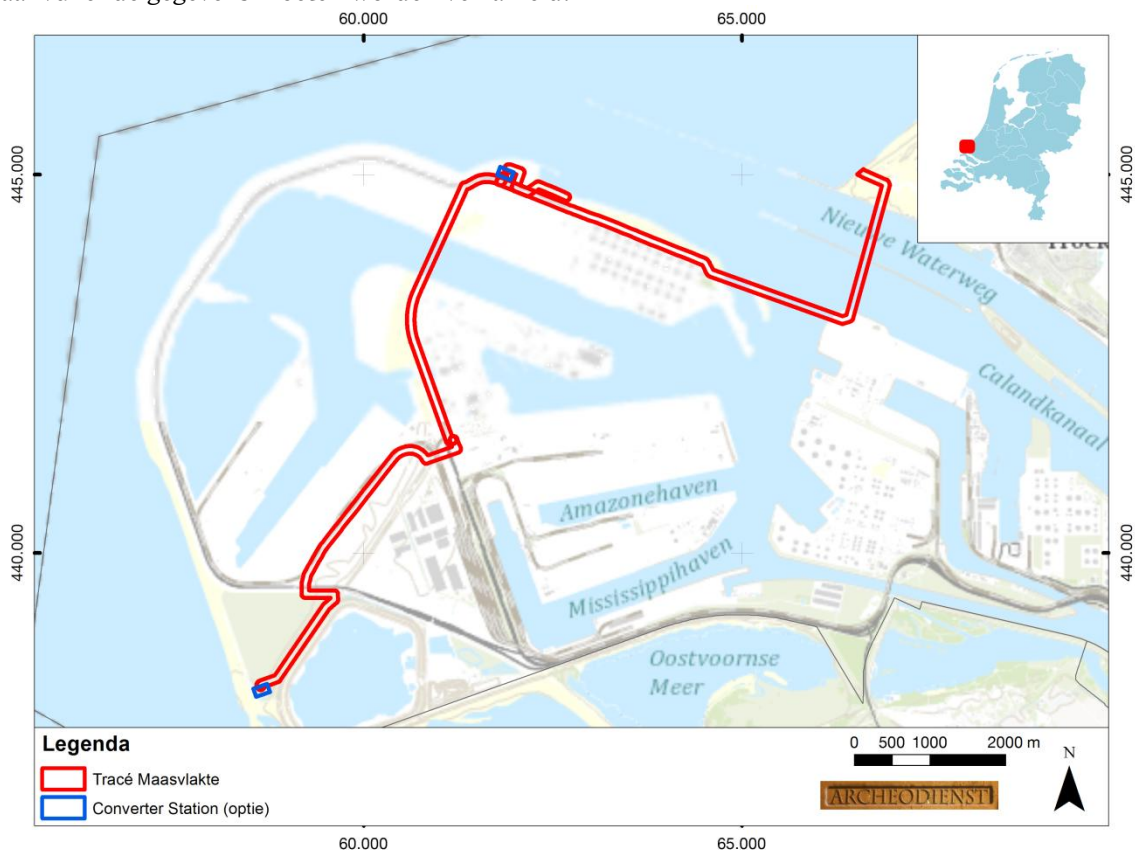 60.000 65.000
445.000 445.000
Nieuwe Waterweg
Calandkanaal
Amazonehaven
440.000 440.000
Mississippihaven
Oostvoornse
Meer
Legenda
Tracé Maasvlakte
Converter Station (optie)
0 500 1000 2000 m
N
ARCHEODIENST
60.000 65.000